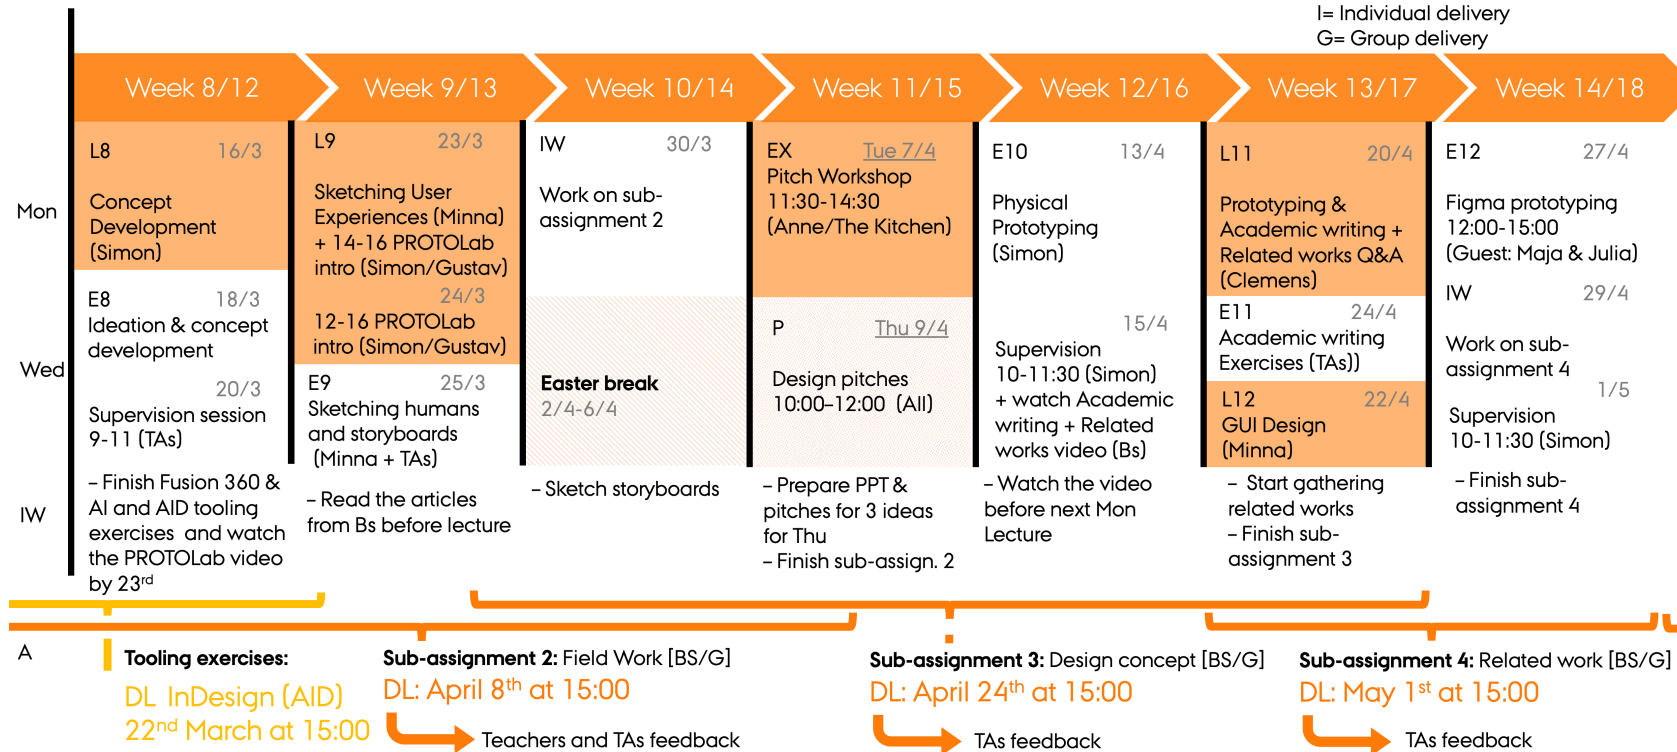 I= Individual delivery
G= Group delivery
Week 8/12
Week 9/13
Week 10/14
Week 11/15
Week 12/16
Week 13/17
Week 14/18
Mon
Wed
IW
A
L8 16/3
Concept
Development
(Simon)
E8 18/3
Ideation & concept
development
20/3
Supervision session
9-11 (TAs)
– Finish Fusion 360 &
AI and AID tooling
exercises and watch
the PROTOLab video
by 23rd
L9 23/3
Sketching User
Experiences (Minna)
+ 14-16 PROTOLab
intro (Simon/Gustav)
24/3
12-16 PROTOLab
intro (Simon/Gustav)
E9 25/3
Sketching humans
and storyboards
(Minna + TAs)
– Read the articles
from Bs before lecture
IW 30/3
Work on sub-
assignment 2
Easter break
2/4-6/4
– Sketch storyboards
EX Tue 7/4
Pitch Workshop
11:30-14:30
(Anne/The Kitchen)
P Thu 9/4
Design pitches
10:00–12:00 (All)
– Prepare PPT &
pitches for 3 ideas
for Thu
– Finish sub-assign. 2
E10 13/4
Physical
Prototyping
(Simon)
15/4
Supervision
10-11:30 (Simon)
+ watch Academic
writing + Related
works video (Bs)
– Watch the video
before next Mon
Lecture
L11 20/4
Prototyping &
Academic writing +
Related works Q&A
(Clemens)
E11 24/4
Academic writing
Exercises (TAs))
L12 22/4
GUI Design
(Minna)
– Start gathering
related works
– Finish sub-
assignment 3
E12 27/4
Figma prototyping
12:00-15:00
(Guest: Maja & Julia)
IW 29/4
Work on sub-
assignment 4
1/5
Supervision
10-11:30 (Simon)
– Finish sub-
assignment 4
Tooling exercises:
DL InDesign (AID)
22nd March at 15:00
Sub-assignment 2: Field Work [BS/G]
DL: April 8th at 15:00
Teachers and TAs feedback
Sub-assignment 3: Design concept [BS/G]
DL: April 24th at 15:00
TAs feedback
Sub-assignment 4: Related work [BS/G]
DL: May 1st at 15:00
TAs feedback